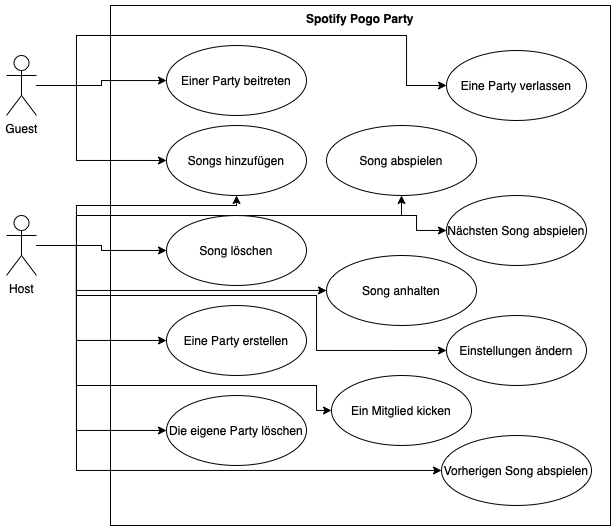 Spotify Pogo Party
Einer Party beitreten
Eine Party verlassen
Guest
Songs hinzufügen
Song abspielen
Nächsten Song abspielen
Song löschen
Host
Song anhalten
Eine Party erstellen
Einstellungen ändern
Ein Mitglied kicken
Die eigene Party löschen
Vorherigen Song abspielen